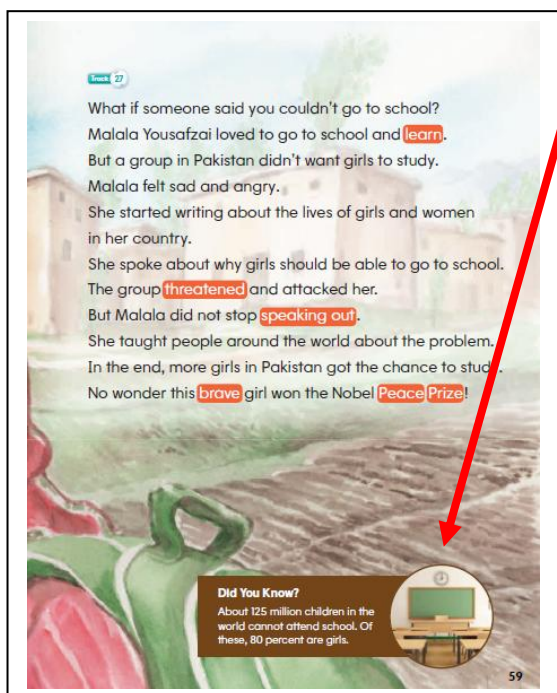 Track 27
What if someone said you couldn't go to school?
Malala Yousafzai loved to go to school and learn.
But a group in Pakistan didn't want girls to study.
Malala felt sad and angry.
She started writing about the lives of girls and women
in her country.
She spoke about why girls should be able to go to school.
The group threatened and attacked her.
But Malala did not stop speaking out.
She taught people around the world about the problem.
In the end, more girls in Pakistan got the chance to study.
No wonder this brave girl won the Nobel Peace Prize!
Did You Know?
About 125 million children in the
world cannot attend school. Of
these, 80 percent are girls.
59